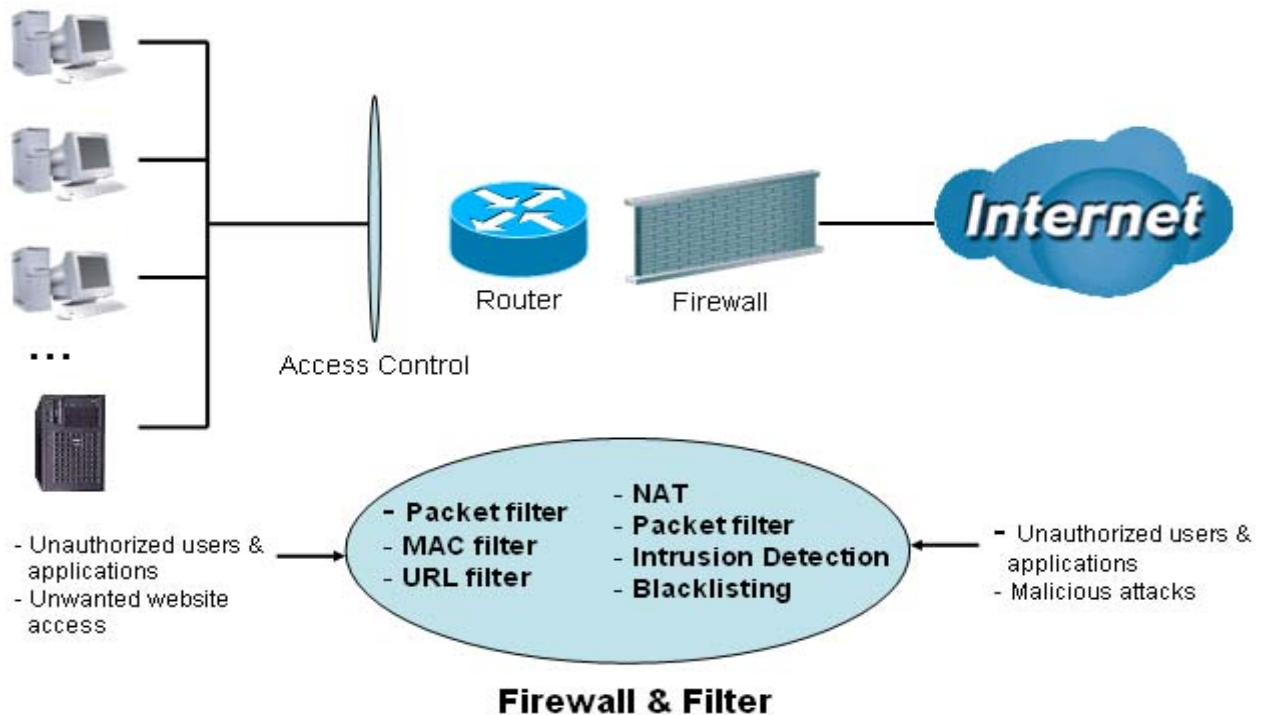 Internet
Router
Firewall
...
Access Control
- Packet filter
- MAC filter
- URL filter
- NAT
- Packet filter
- Intrusion Detection
- Blacklisting
- Unauthorized users &
applications
- Unwanted website
access
- Unauthorized users &
applications
- Malicious attacks
Firewall & Filter